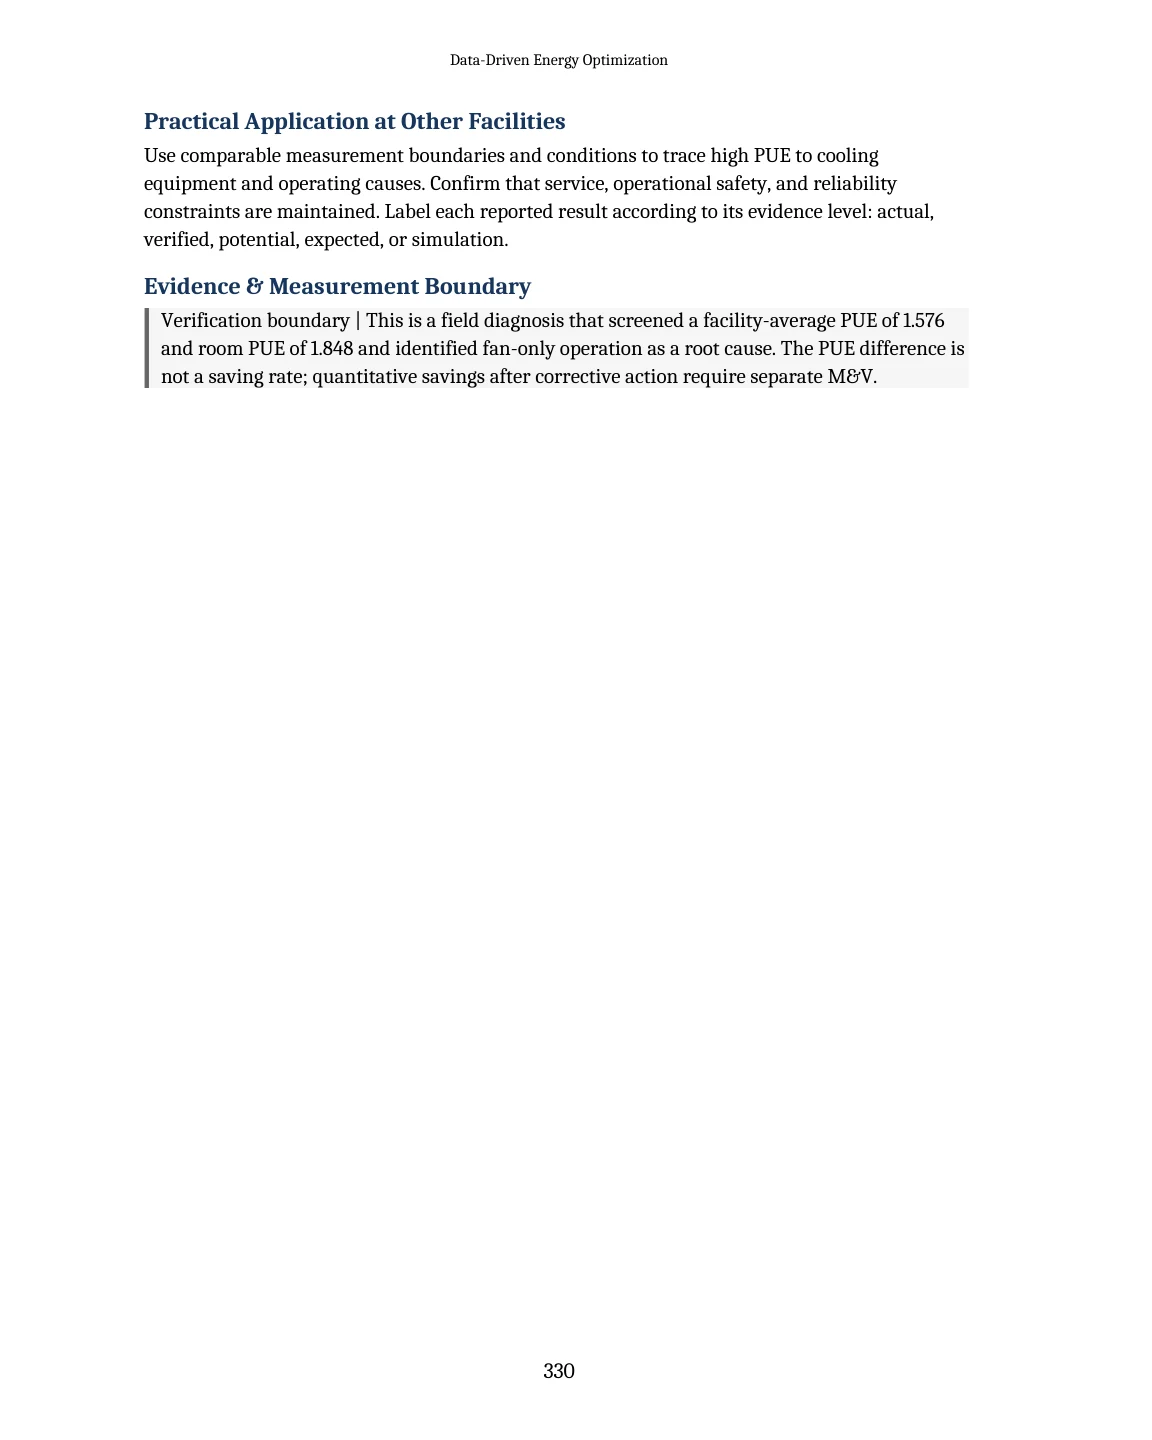 Data-Driven Energy Optimization
Practical Application at Other Facilities
Use comparable measurement boundaries and conditions to trace high PUE to cooling
equipment and operating causes. Confirm that service, operational safety, and reliability
constraints are maintained. Label each reported result according to its evidence level: actual,
verified, potential, expected, or simulation.
Evidence & Measurement Boundary
Verification boundary | This is a field diagnosis that screened a facility-average PUE of 1.576
and room PUE of 1.848 and identified fan-only operation as a root cause. The PUE difference is
not a saving rate; quantitative savings after corrective action require separate M&V.
330